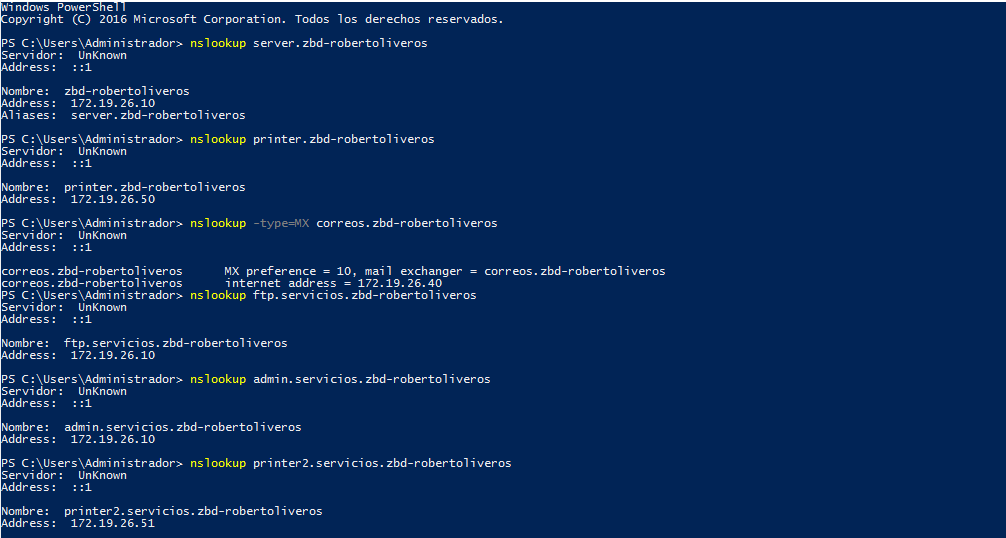 Windows PowerShell
Copyright (C) 2016 Microsoft Corporation. Todos los derechos reservados.
PS C:\Users\Administrador> nslookup server.zbd-robertoliveros
Servidor:  UnKnown
Address:  ::1
Nombre:  zbd-robertoliveros
Address:  172.19.26.10
Aliases:  server.zbd-robertoliveros
PS C:\Users\Administrador> nslookup printer.zbd-robertoliveros
Servidor:  UnKnown
Address:  ::1
Nombre:  printer.zbd-robertoliveros
Address:  172.19.26.50
PS C:\Users\Administrador> nslookup -type=MX correos.zbd-robertoliveros
Servidor:  UnKnown
Address:  ::1
correos.zbd-robertoliveros      MX preference = 10, mail exchanger = correos.zbd-robertoliveros
correos.zbd-robertoliveros      internet address = 172.19.26.40
PS C:\Users\Administrador> nslookup ftp.servicios.zbd-robertoliveros
Servidor:  UnKnown
Address:  ::1
Nombre:  ftp.servicios.zbd-robertoliveros
Address:  172.19.26.10
PS C:\Users\Administrador> nslookup admin.servicios.zbd-robertoliveros
Servidor:  UnKnown
Address:  ::1
Nombre:  admin.servicios.zbd-robertoliveros
Address:  172.19.26.10
PS C:\Users\Administrador> nslookup printer2.servicios.zbd-robertoliveros
Servidor:  UnKnown
Address:  ::1
Nombre:  printer2.servicios.zbd-robertoliveros
Address:  172.19.26.51